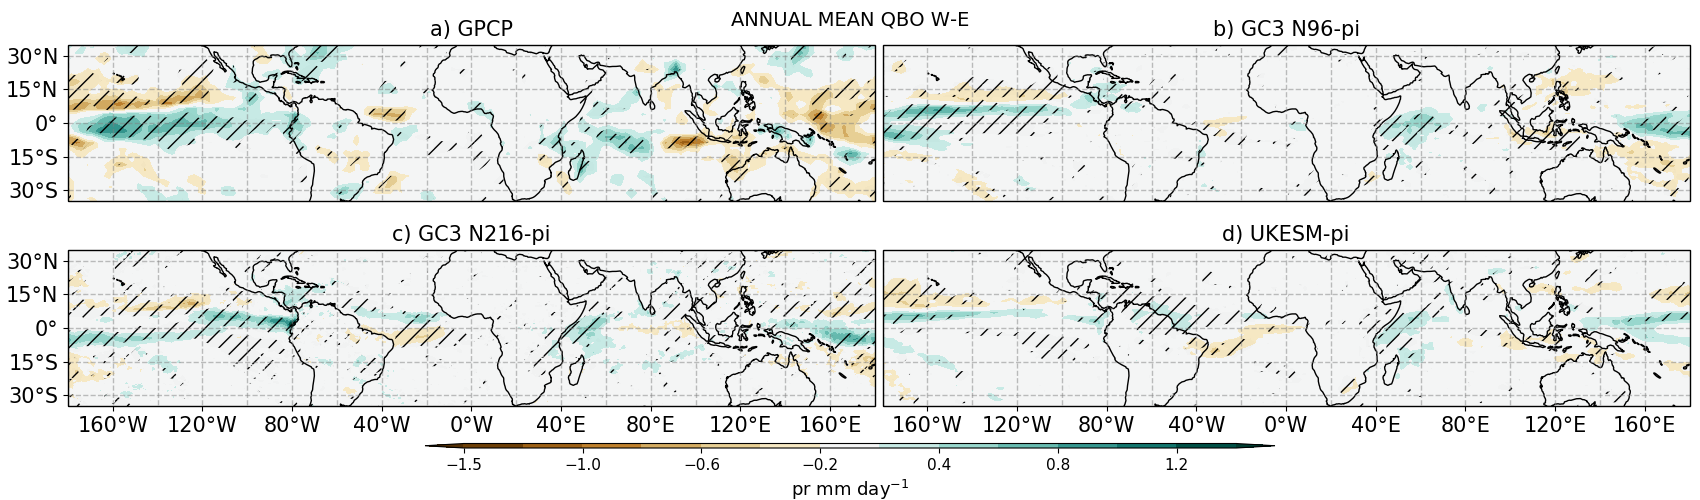 ANNUAL MEAN QBO W-E
a) GPCP
b) GC3 N96-pi
30°N
15°N
0°
15°S
30°S
c) GC3 N216-pi
d) UKESM-pi
30°N
15°N
0°
15°S
30°S
160°W 120°W 80°W 40°W 0°W 40°E 80°E 120°E 160°E
160°W 120°W 80°W 40°W 0°W 40°E 80°E 120°E 160°E
−1.5 −1.0 −0.6 −0.2 0.4 0.8 1.2
pr mm day⁻¹